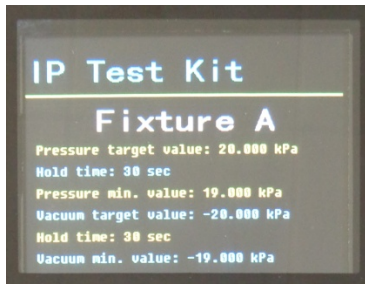 IP Test Kit
Fixture A
Pressure target value: 20.000 kPa
Hold time: 30 sec
Pressure min. value: 19.000 kPa
Vacuum target value: -20.000 kPa
Hold time: 30 sec
Vacuum min. value: -19.000 kPa